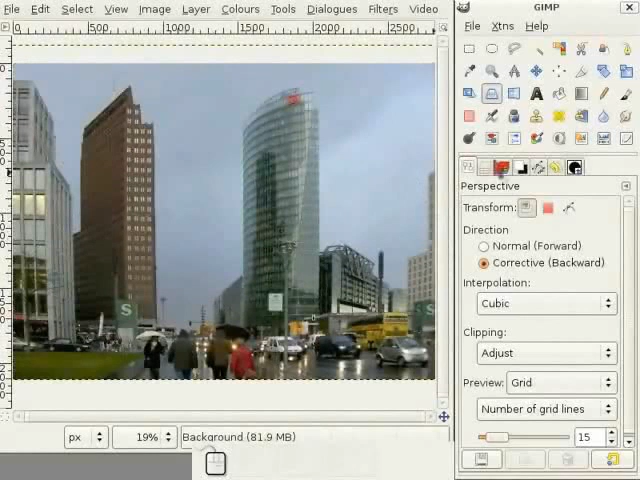 File Edit Select View Image Layer Colours Tools Dialogues Filters Video
GIMP
File Xtns Help
0 500 1000 1500 2000 2500
S
S
Perspective
Transform:
Direction
Normal (Forward)
Corrective (Backward)
Interpolation:
Cubic
Clipping:
Adjust
Preview: Grid
Number of grid lines
15
px 19% Background (81.9 MB)